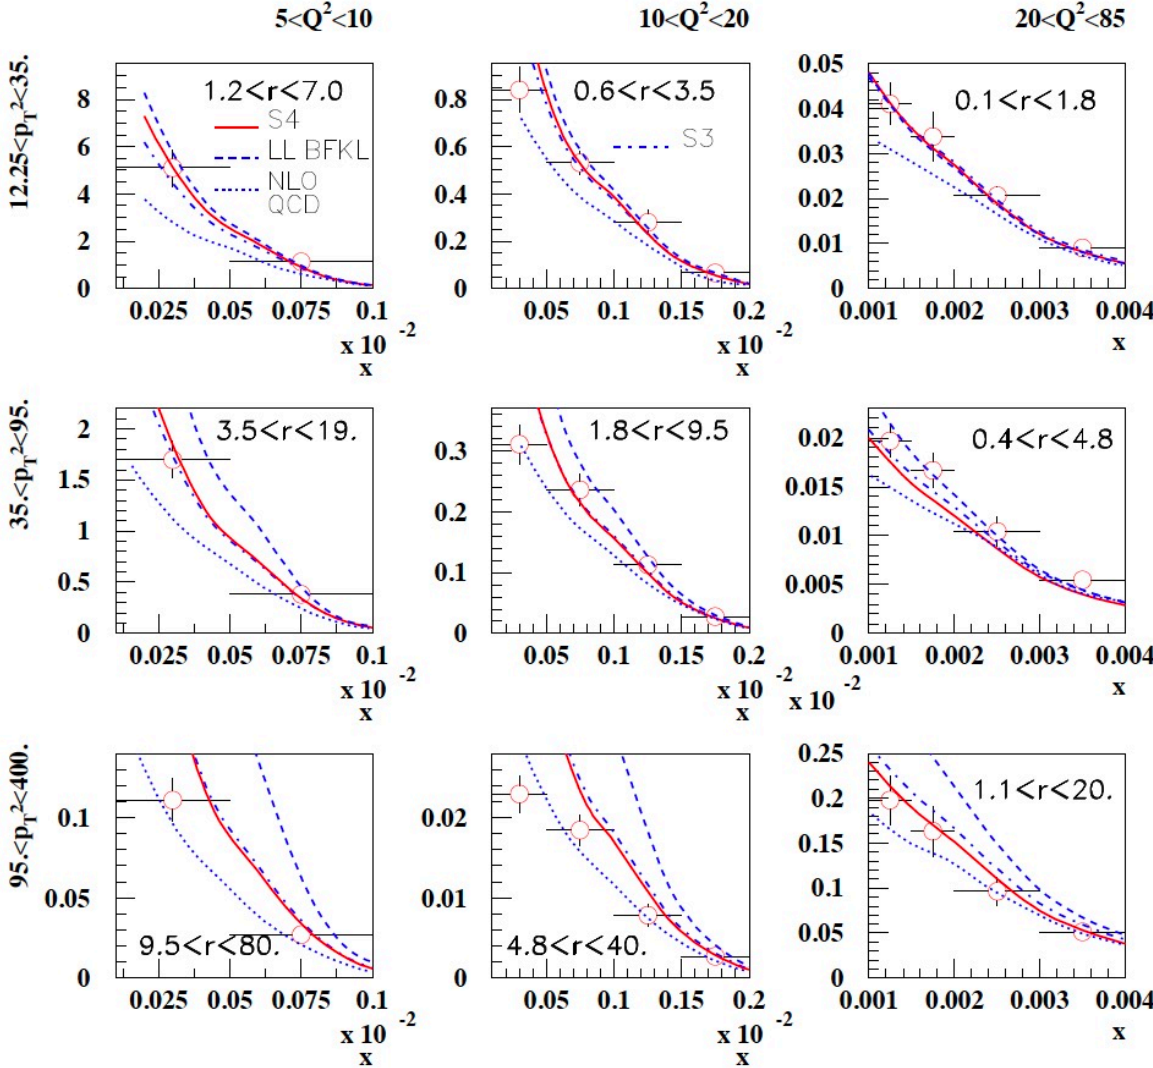 5<Q²<10
10<Q²<20
20<Q²<85
12.25<p_T²<35.
8
6
4
2
0
1.2<r<7.0
S4
LL BFKL
NLO
QCD
0.025 0.05 0.075 0.1
x 10 -2
x
0.8
0.6
0.4
0.2
0
0.6<r<3.5
S3
0.05 0.1 0.15 0.2
x 10 -2
x
0.05
0.04
0.03
0.02
0.01
0
0.1<r<1.8
0.001 0.002 0.003 0.004
x
35.<p_T²<95.
2
1.5
1
0.5
0
3.5<r<19.
0.025 0.05 0.075 0.1
x 10 -2
x
0.3
0.2
0.1
0
1.8<r<9.5
0.05 0.1 0.15 0.2
x 10 -2
x
0.02
0.015
0.01
0.005
0
0.4<r<4.8
0.001 0.002 0.003 0.004
x
95.<p_T²<400.
0.1
0.05
0
9.5<r<80.
0.025 0.05 0.075 0.1
x 10 -2
x
0.02
0.01
0
4.8<r<40.
0.05 0.1 0.15 0.2
x 10 -2
x
x 10 -2
0.25
0.2
0.15
0.1
0.05
0
1.1<r<20.
0.001 0.002 0.003 0.004
x